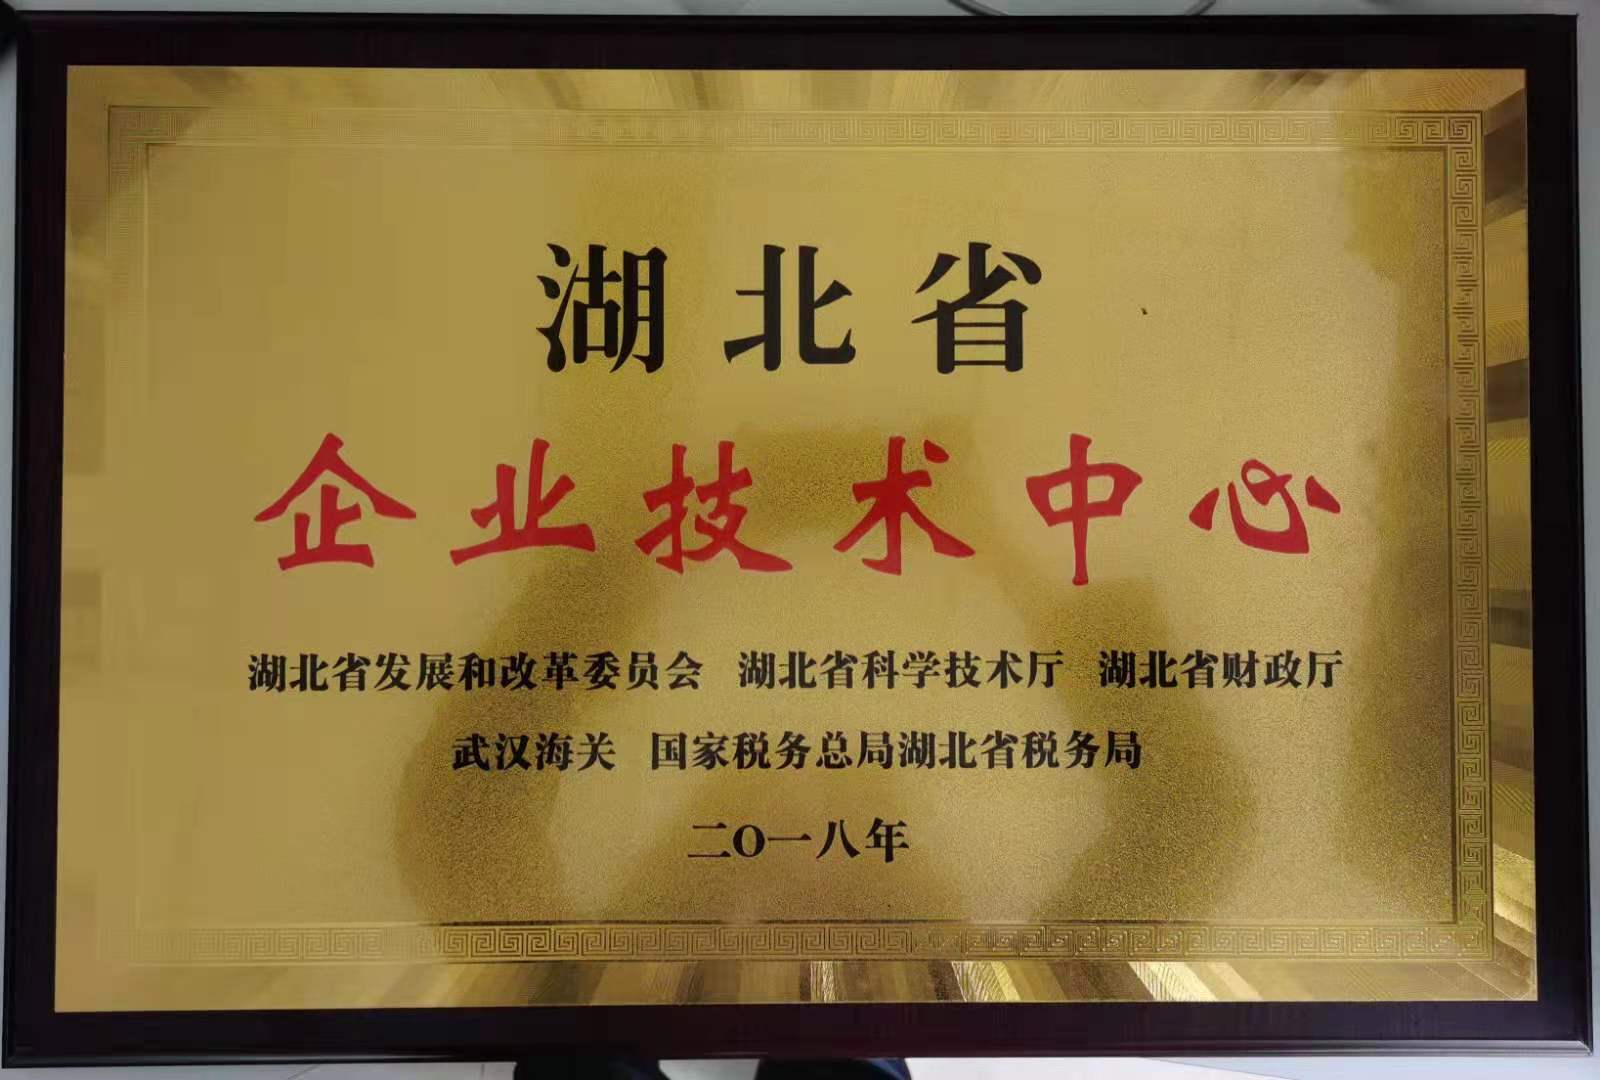 湖北省
企业技术中心
湖北省发展和改革委员会 湖北省科学技术厅 湖北省财政厅
武汉海关 国家税务总局湖北省税务局
二O一八年